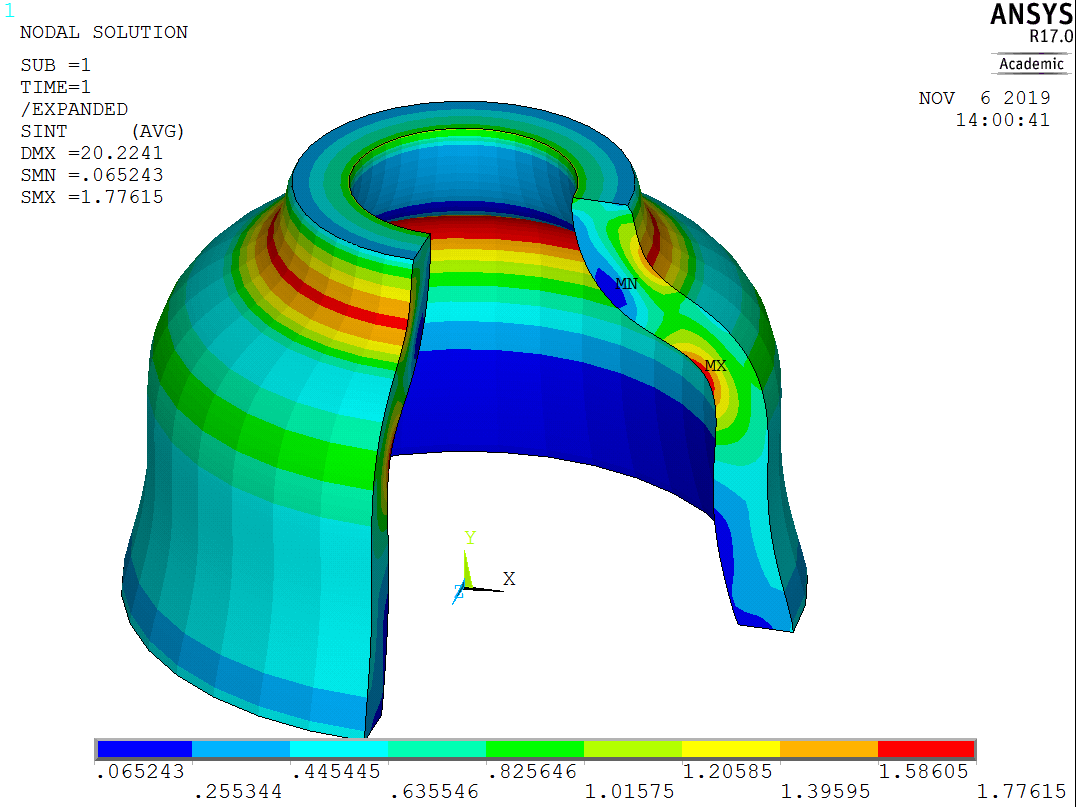 1
NODAL SOLUTION
SUB =1
TIME=1
/EXPANDED
SINT (AVG)
DMX =20.2241
SMN =.065243
SMX =1.77615
ANSYS
R17.0
Academic
NOV 6 2019
14:00:41
MN
MX
Y
X
Z
.065243 .445445 .825646 1.20585 1.58605
.255344 .635546 1.01575 1.39595 1.77615